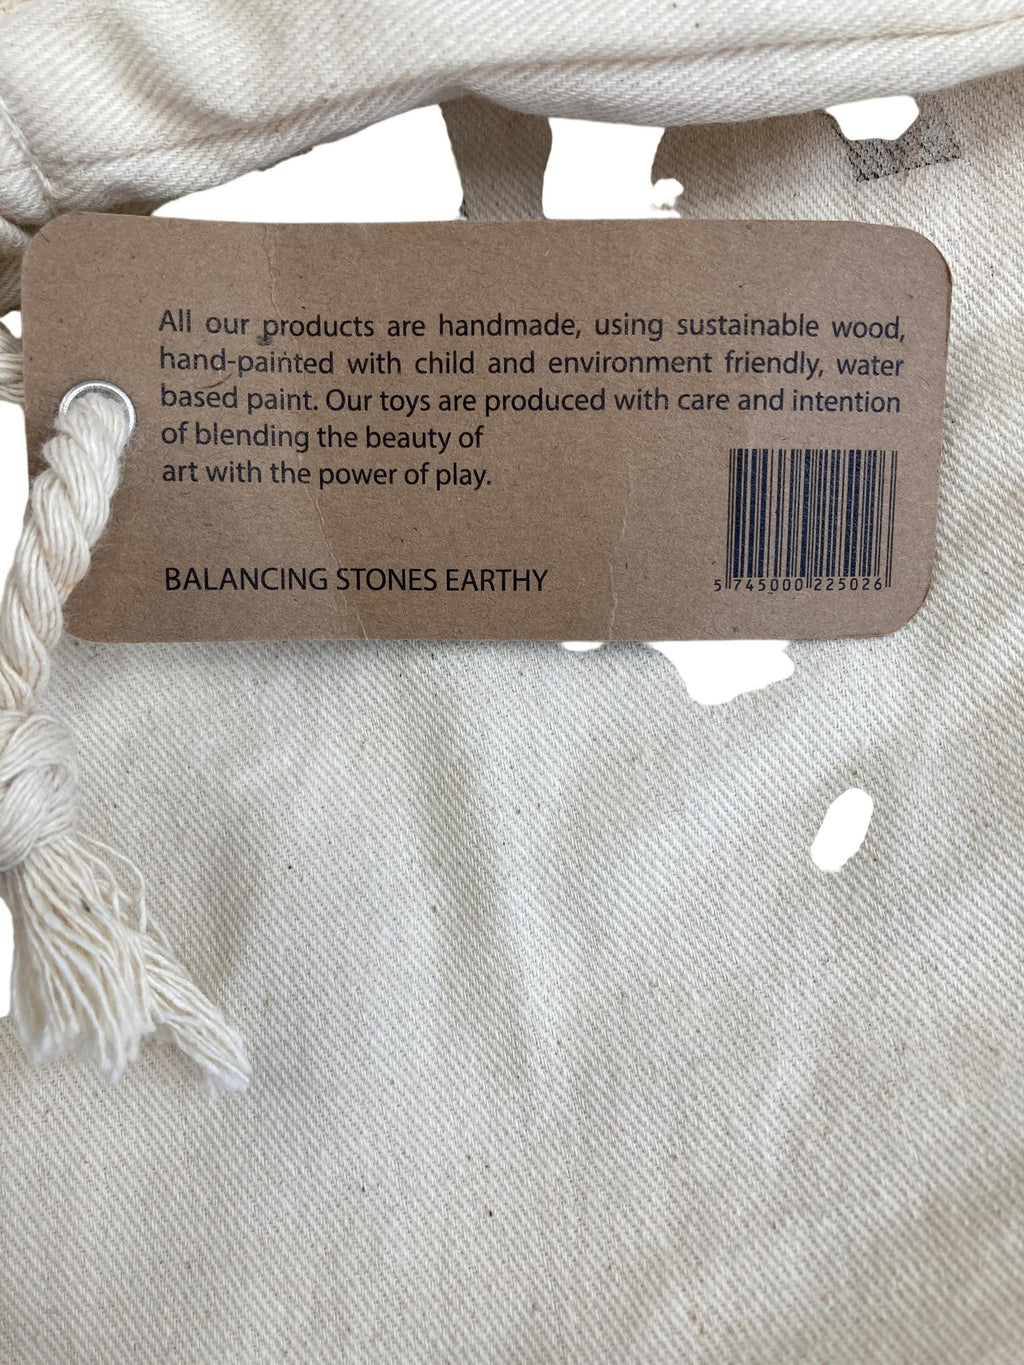 All our products are handmade, using sustainable wood,
hand-painted with child and environment friendly, water
based paint. Our toys are produced with care and intention
of blending the beauty of
art with the power of play.
BALANCING STONES EARTHY
5 745000 225026